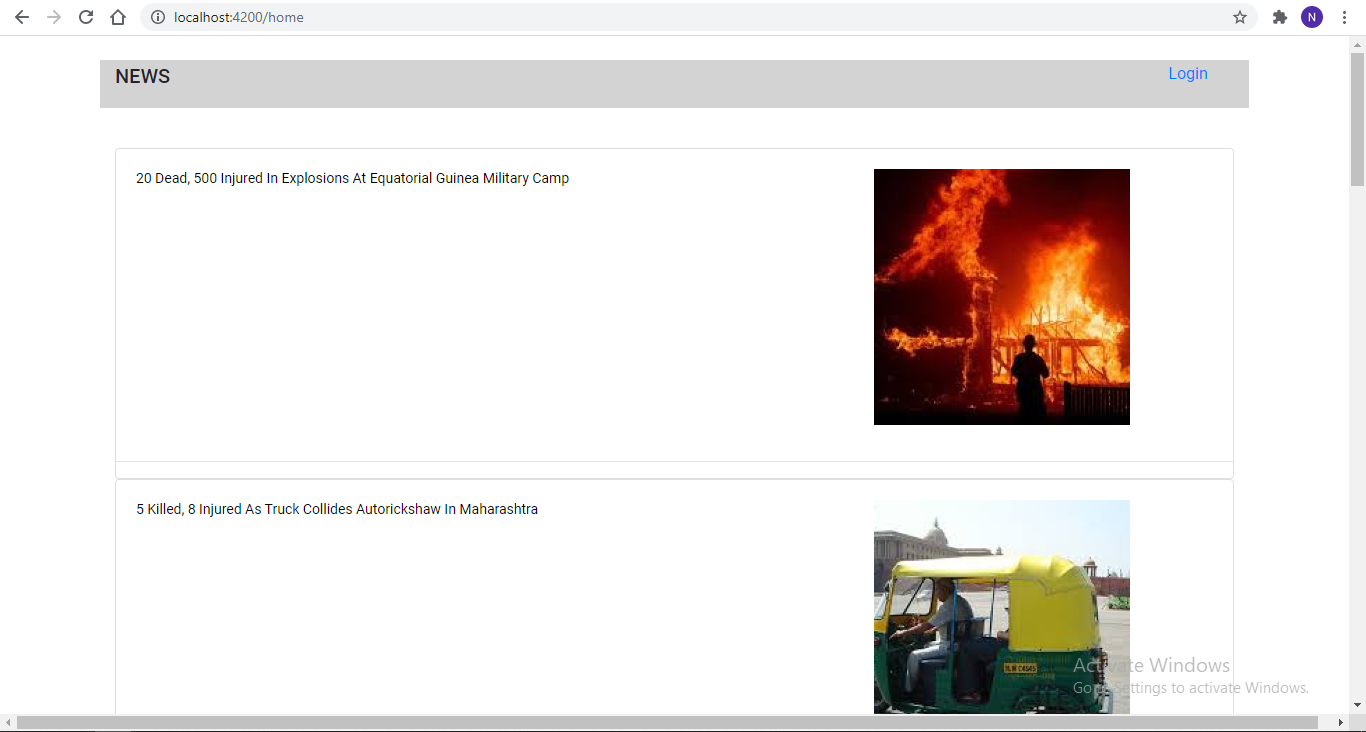 localhost:4200/home
N
NEWS
Login
20 Dead, 500 Injured In Explosions At Equatorial Guinea Military Camp
5 Killed, 8 Injured As Truck Collides Autorickshaw In Maharashtra
Activate Windows
Go to Settings to activate Windows.